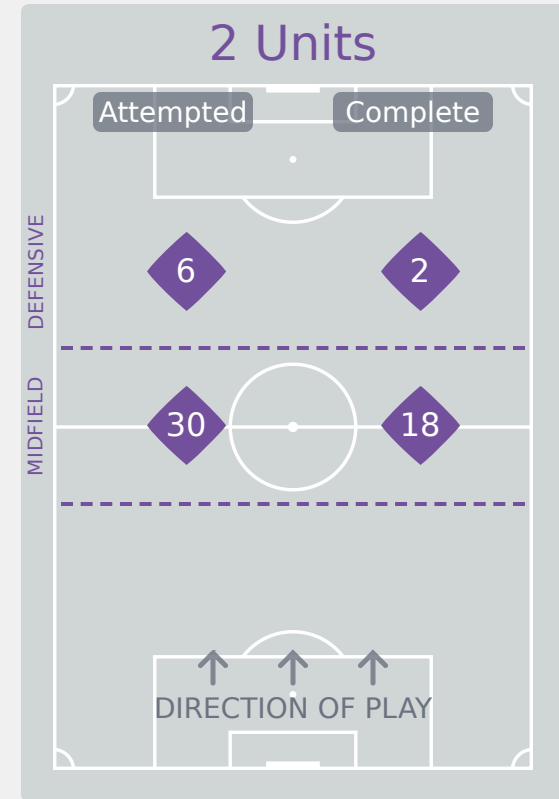 2 Units
Attempted
Complete
DEFENSIVE
6
2
MIDFIELD
30
18
DIRECTION OF PLAY